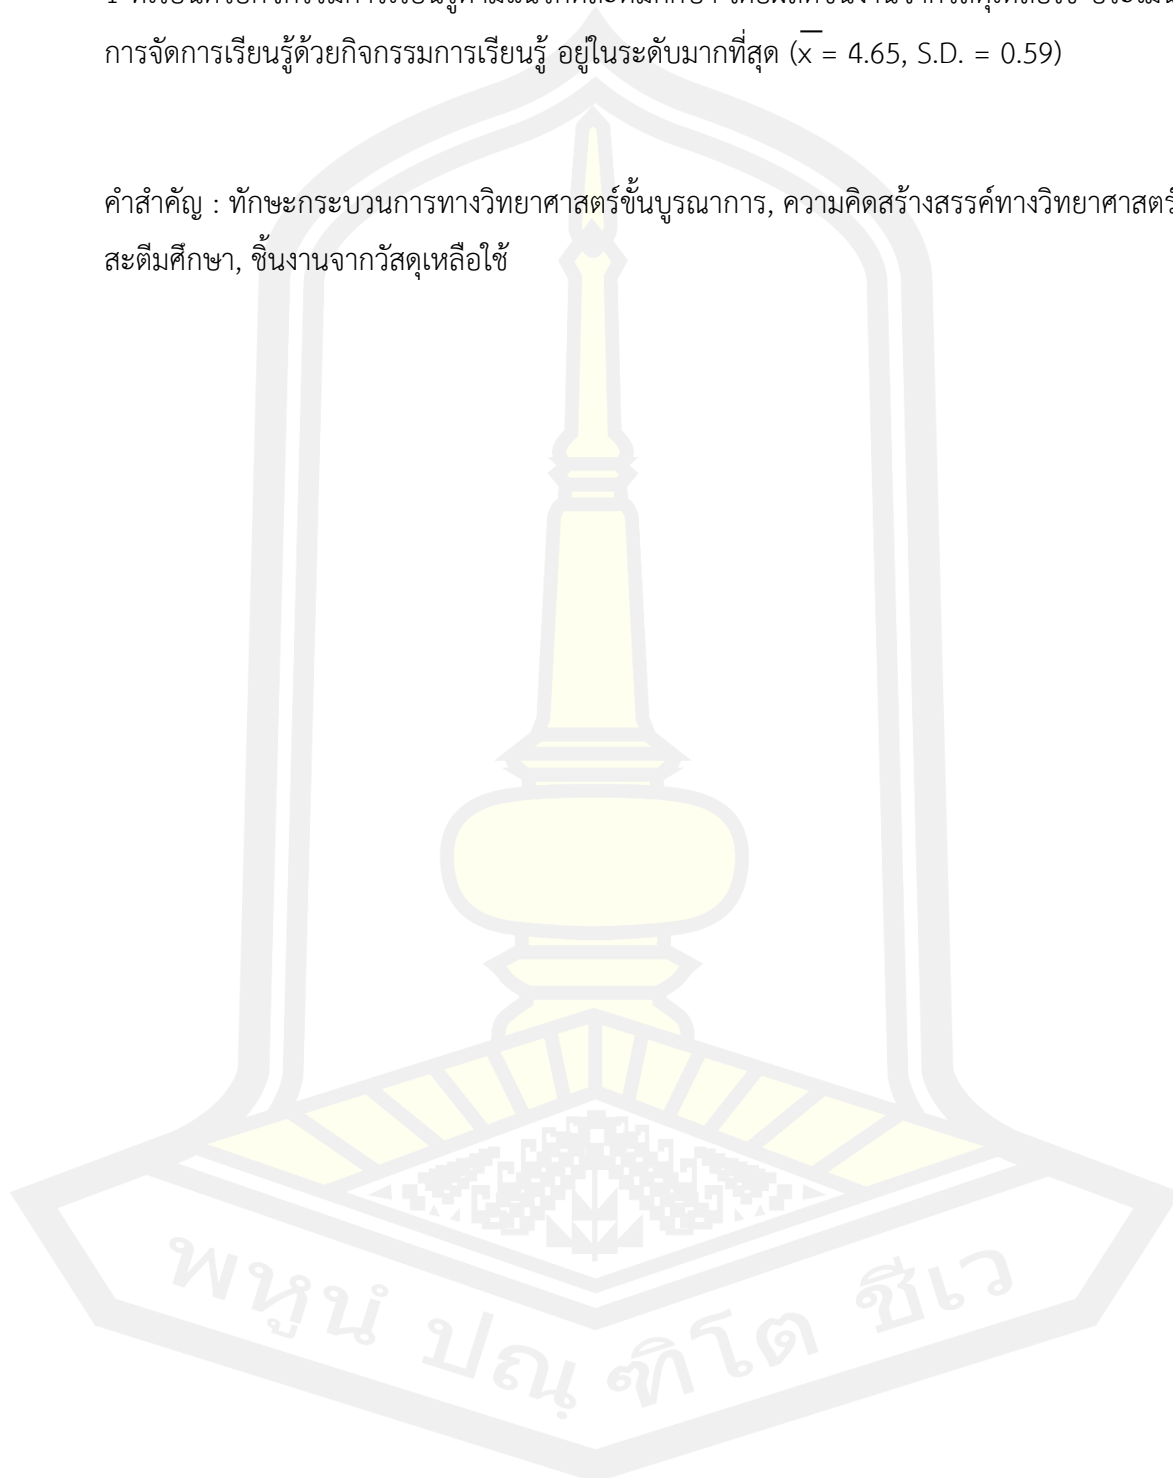 การจัดการเรียนรู้ด้วยกิจกรรมการเรียนรู้ อยู่ในระดับมากที่สุด (x̅ = 4.65, S.D. = 0.59)
คำสำคัญ : ทักษะกระบวนการทางวิทยาศาสตร์ขั้นบูรณาการ, ความคิดสร้างสรรค์ทางวิทยาศาสตร์
สะตีมศึกษา, ชิ้นงานจากวัสดุเหลือใช้
พหูนํ ปณฺฑิโต ชีเว